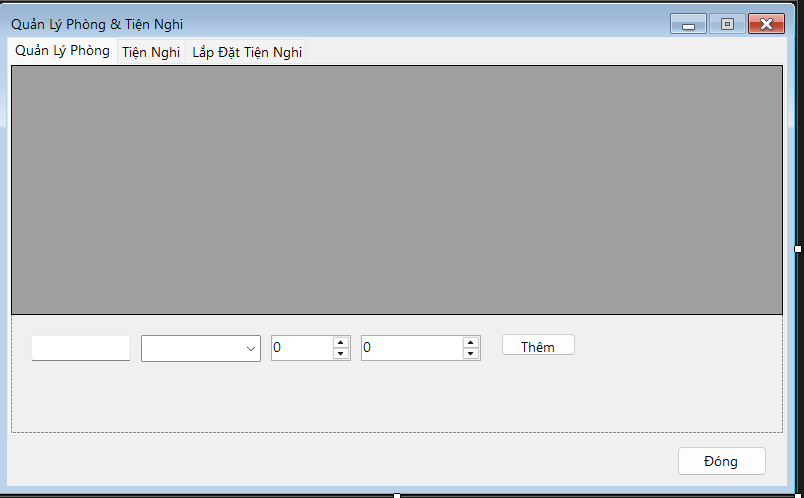 Quản Lý Phòng & Tiện Nghi
Quản Lý Phòng Tiện Nghi Lắp Đặt Tiện Nghi
0 0 Thêm
Đóng